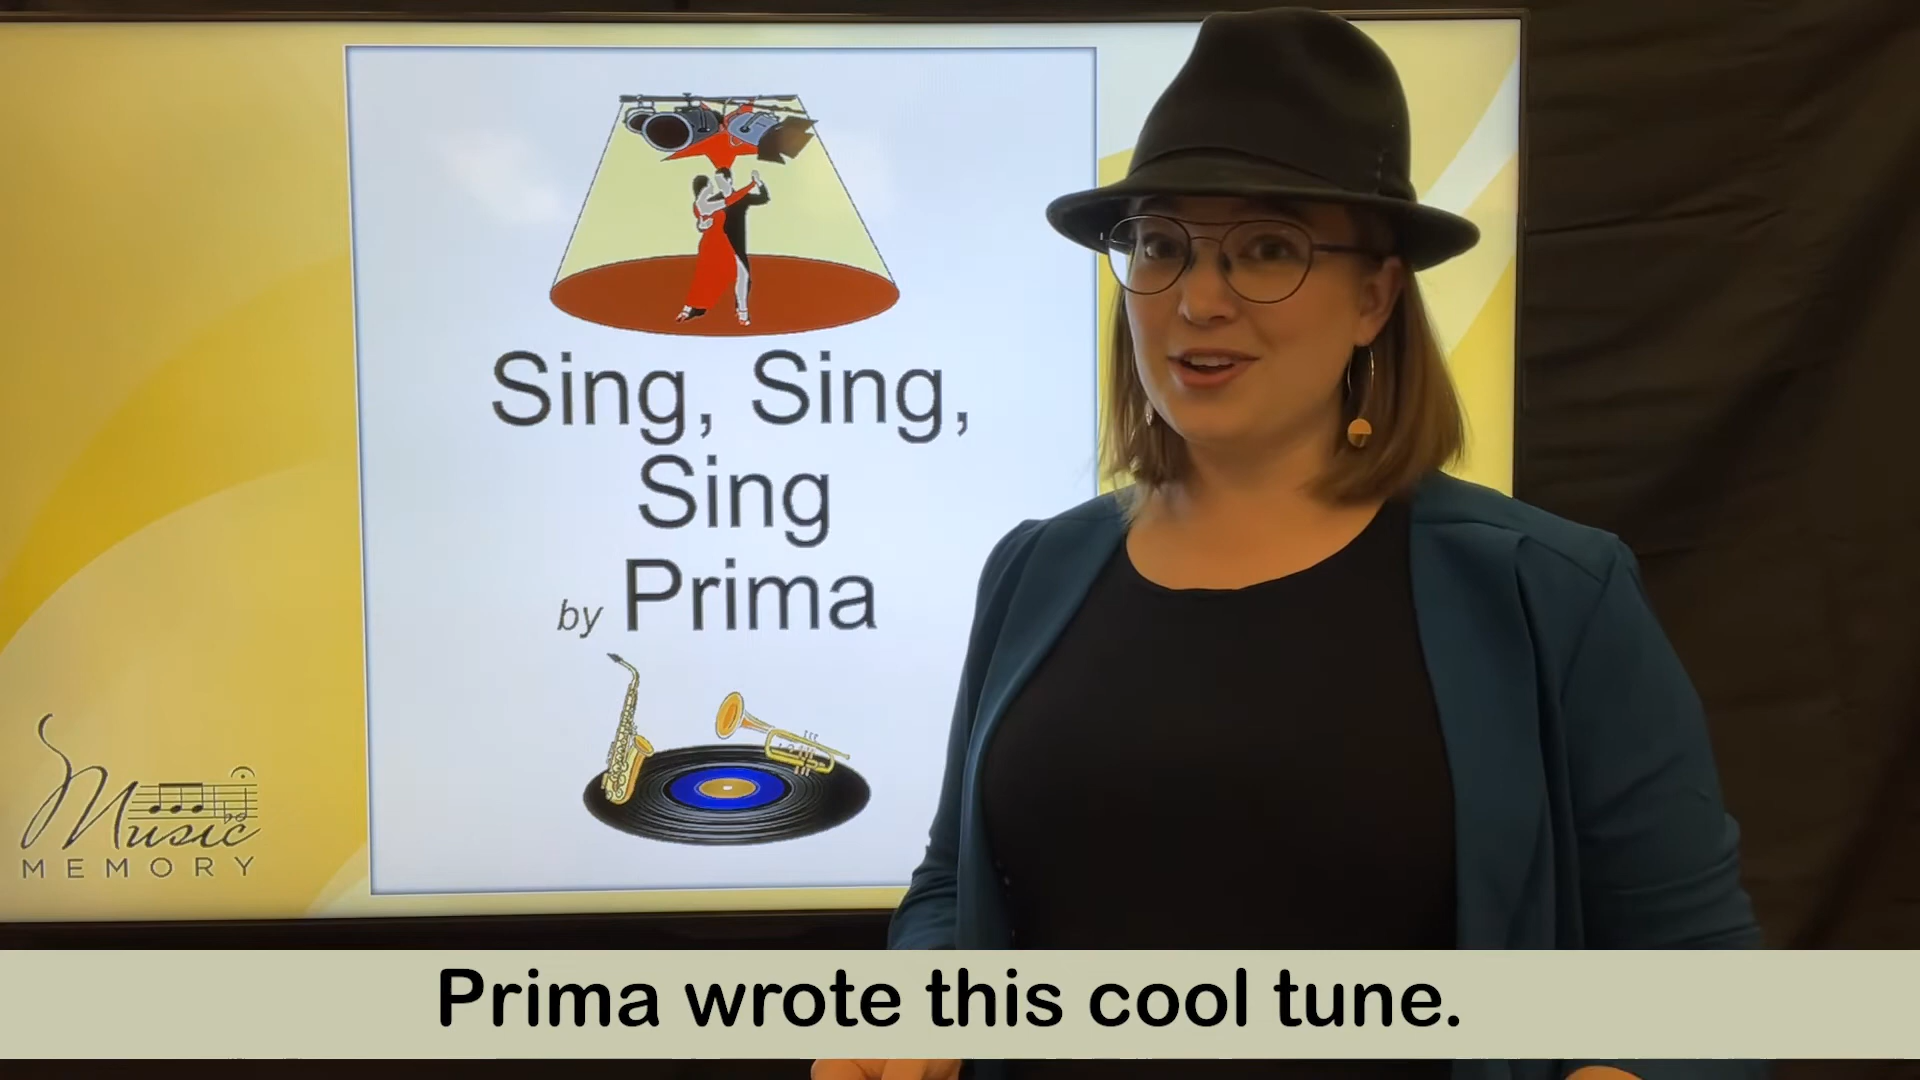 Sing, Sing,
Sing
by Prima
Music
MEMORY
Prima wrote this cool tune.